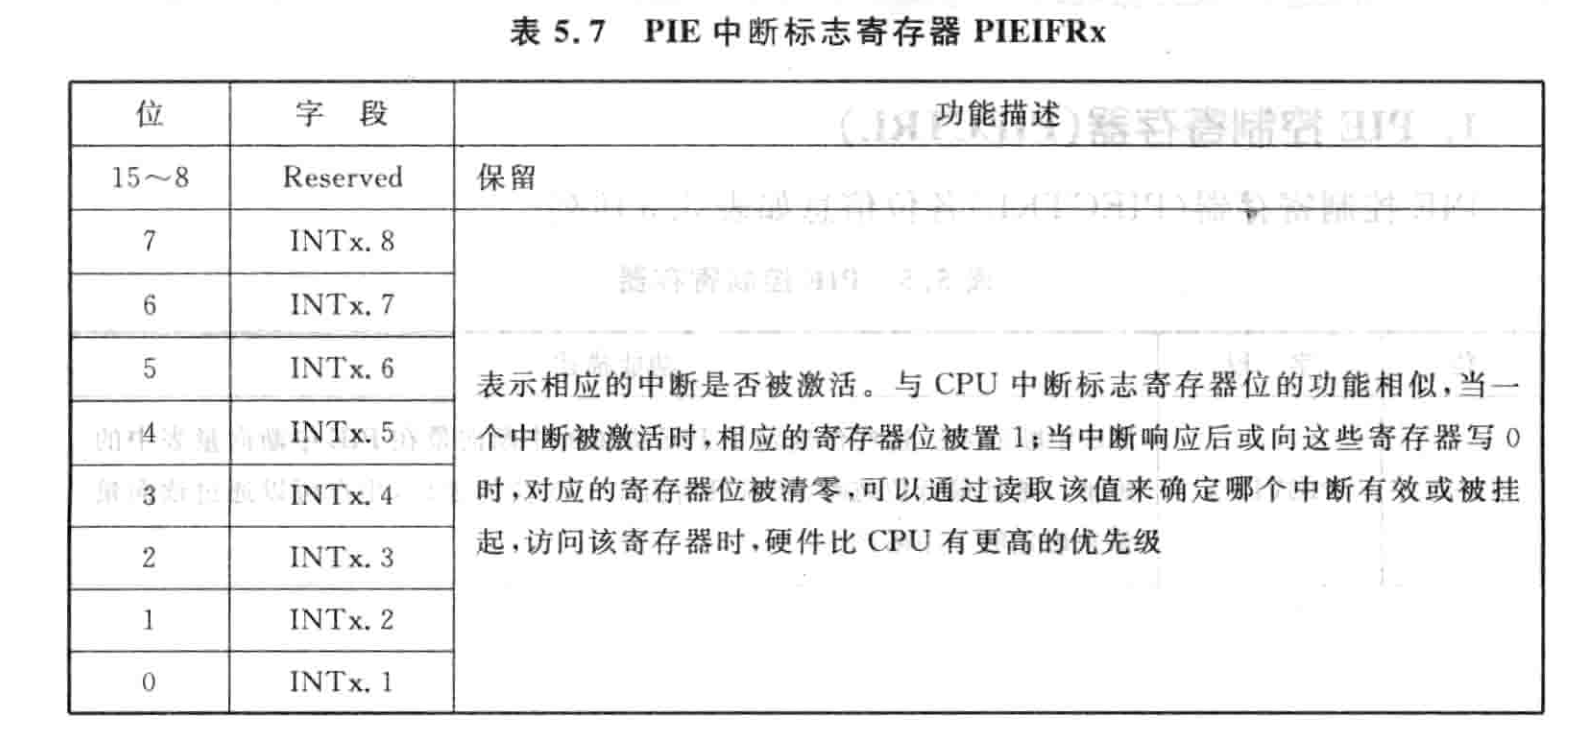 表 5.7 PIE 中断标志寄存器 PIEIFRx
位 字 段 功能描述
15～8 Reserved 保留
7 INTx.8
6 INTx.7
5 INTx.6
4 INTx.5
3 INTx.4
2 INTx.3
1 INTx.2
0 INTx.1
表示相应的中断是否被激活。与 CPU 中断标志寄存器位的功能相似,当一
个中断被激活时,相应的寄存器位被置 1;当中断响应后或向这些寄存器写 0
时,对应的寄存器位被清零,可以通过读取该值来确定哪个中断有效或被挂
起,访问该寄存器时,硬件比 CPU 有更高的优先级